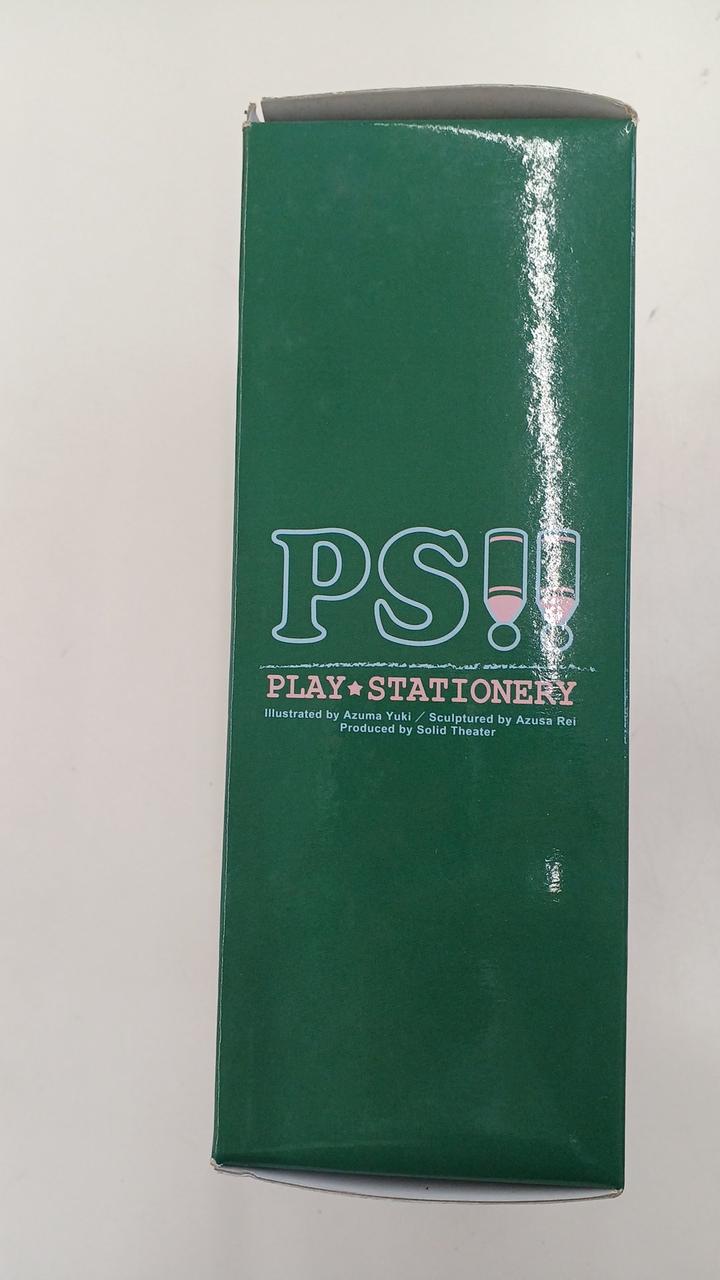 PS!!
PLAY★STATIONERY
Illustrated by Azuma Yuki / Sculptured by Azusa Rei
Produced by Solid Theater